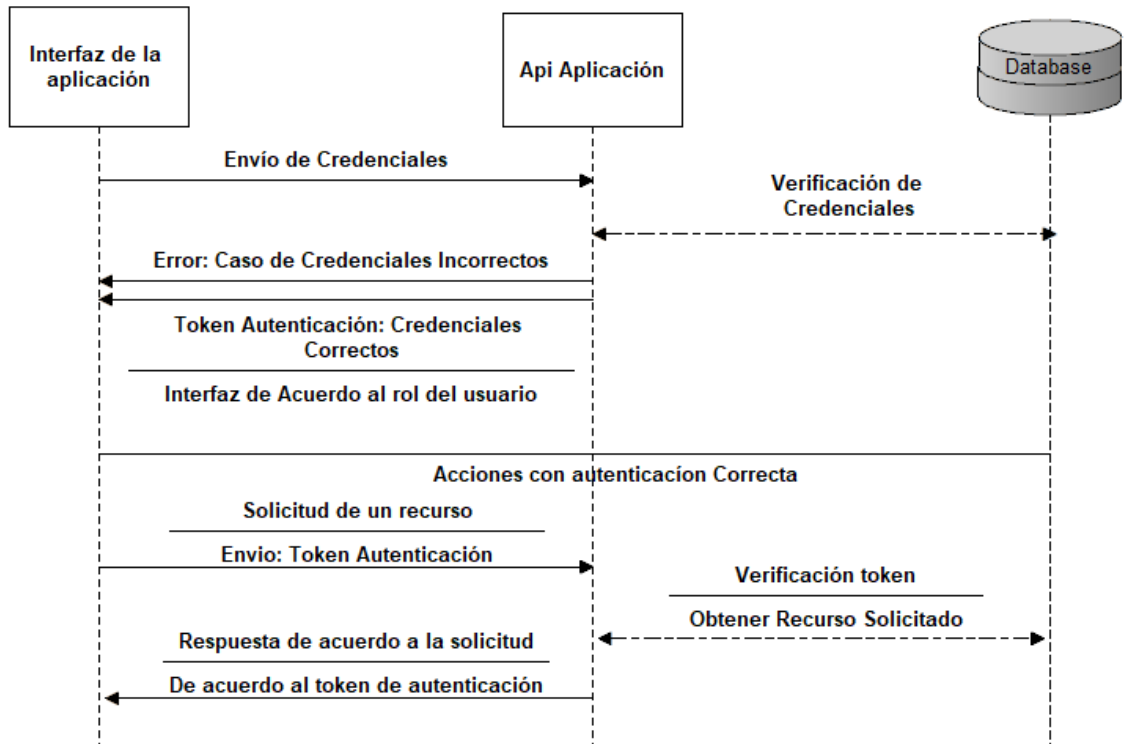 Interfaz de la
aplicación
Api Aplicación
Database
Envío de Credenciales
Verificación de
Credenciales
Error: Caso de Credenciales Incorrectos
Token Autenticación: Credenciales
Correctos
Interfaz de Acuerdo al rol del usuario
Acciones con autenticacíon Correcta
Solicitud de un recurso
Envio: Token Autenticación
Verificación token
Obtener Recurso Solicitado
Respuesta de acuerdo a la solicitud
De acuerdo al token de autenticación